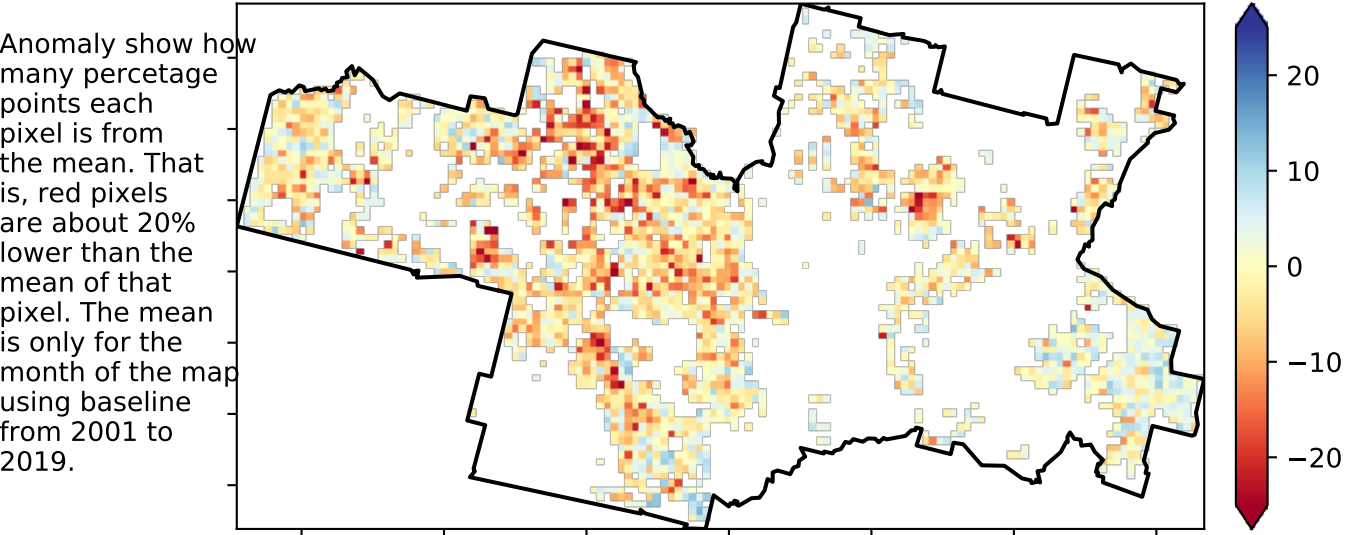 Anomaly show how
many percetage
points each
pixel is from
the mean. That
is, red pixels
are about 20%
lower than the
mean of that
pixel. The mean
is only for the
month of the map
using baseline
from 2001 to
2019.
20
10
0
−10
−20